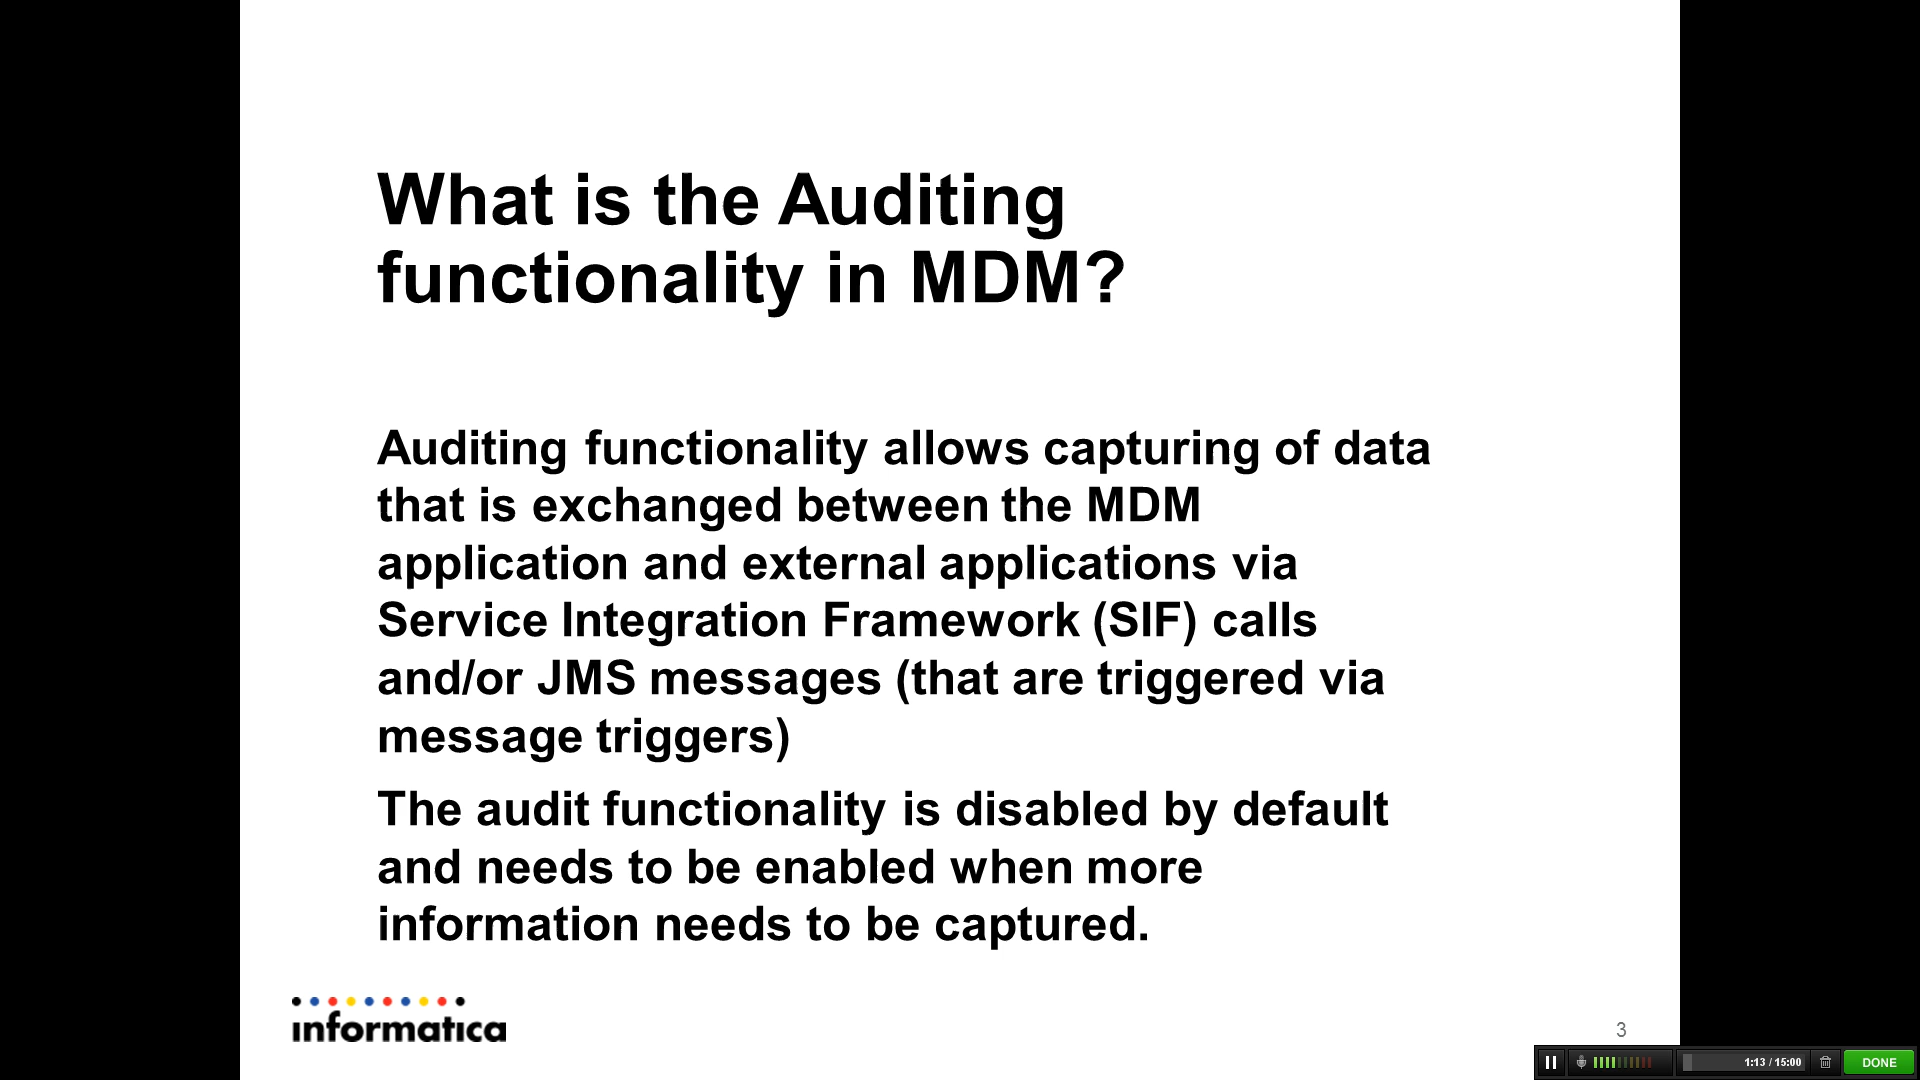 What is the Auditing
functionality in MDM?
Auditing functionality allows capturing of data
that is exchanged between the MDM
application and external applications via
Service Integration Framework (SIF) calls
and/or JMS messages (that are triggered via
message triggers)
The audit functionality is disabled by default
and needs to be enabled when more
information needs to be captured.
informatica
3
1:13 / 15:00
DONE